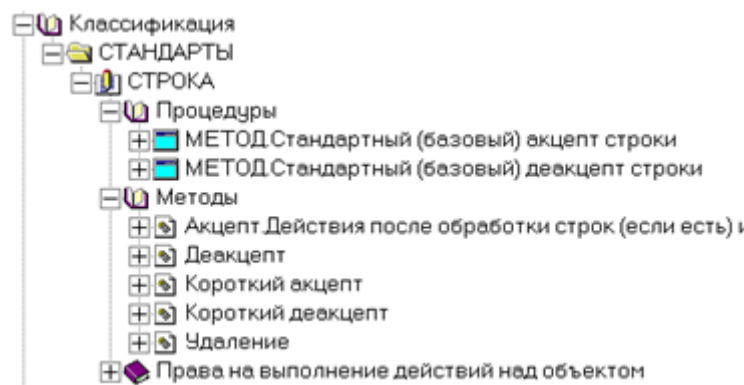 Классификация
СТАНДАРТЫ
СТРОКА
Процедуры
МЕТОД.Стандартный (базовый) акцепт строки
МЕТОД.Стандартный (базовый) деакцепт строки
Методы
Акцепт.Действия после обработки строк (если есть) и
Деакцепт
Короткий акцепт
Короткий деакцепт
Удаление
Права на выполнение действий над объектом